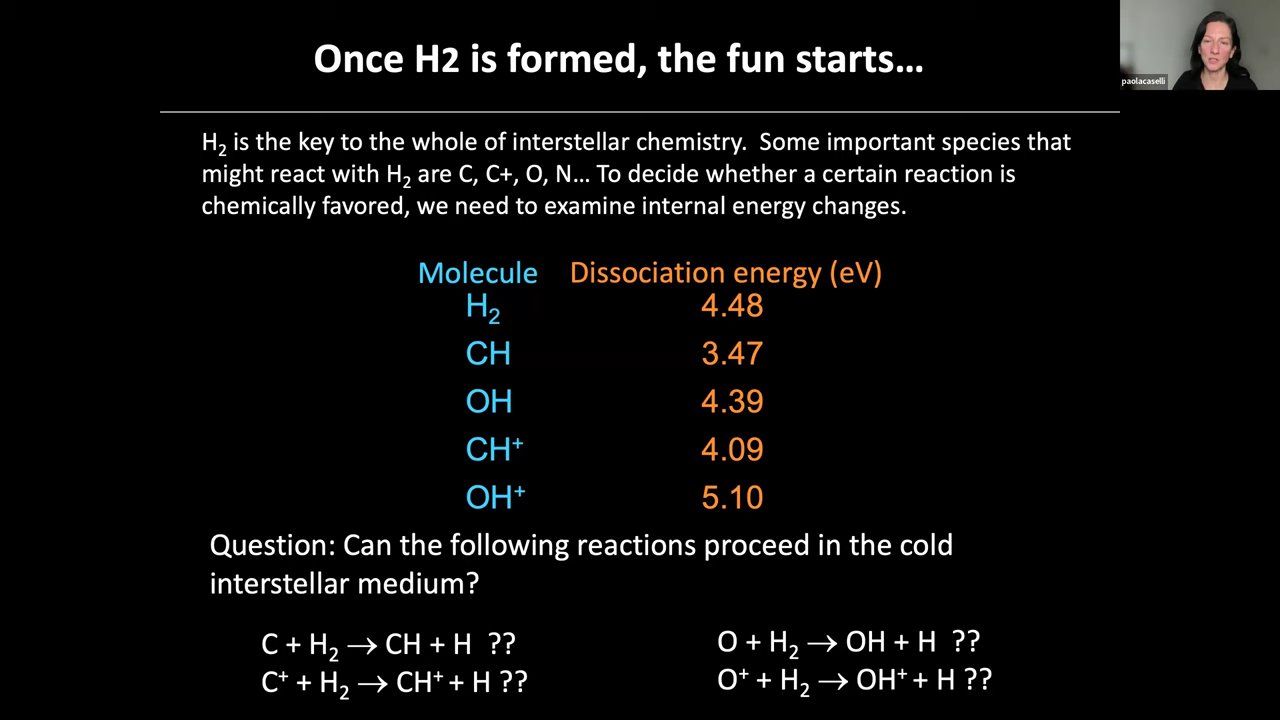 Once H2 is formed, the fun starts…
paolacaselli
H₂ is the key to the whole of interstellar chemistry. Some important species that
might react with H₂ are C, C+, O, N… To decide whether a certain reaction is
chemically favored, we need to examine internal energy changes.
Molecule Dissociation energy (eV)
H₂ 4.48
CH 3.47
OH 4.39
CH⁺ 4.09
OH⁺ 5.10
Question: Can the following reactions proceed in the cold
interstellar medium?
C + H₂ → CH + H ??
C⁺ + H₂ → CH⁺ + H ??
O + H₂ → OH + H ??
O⁺ + H₂ → OH⁺ + H ??